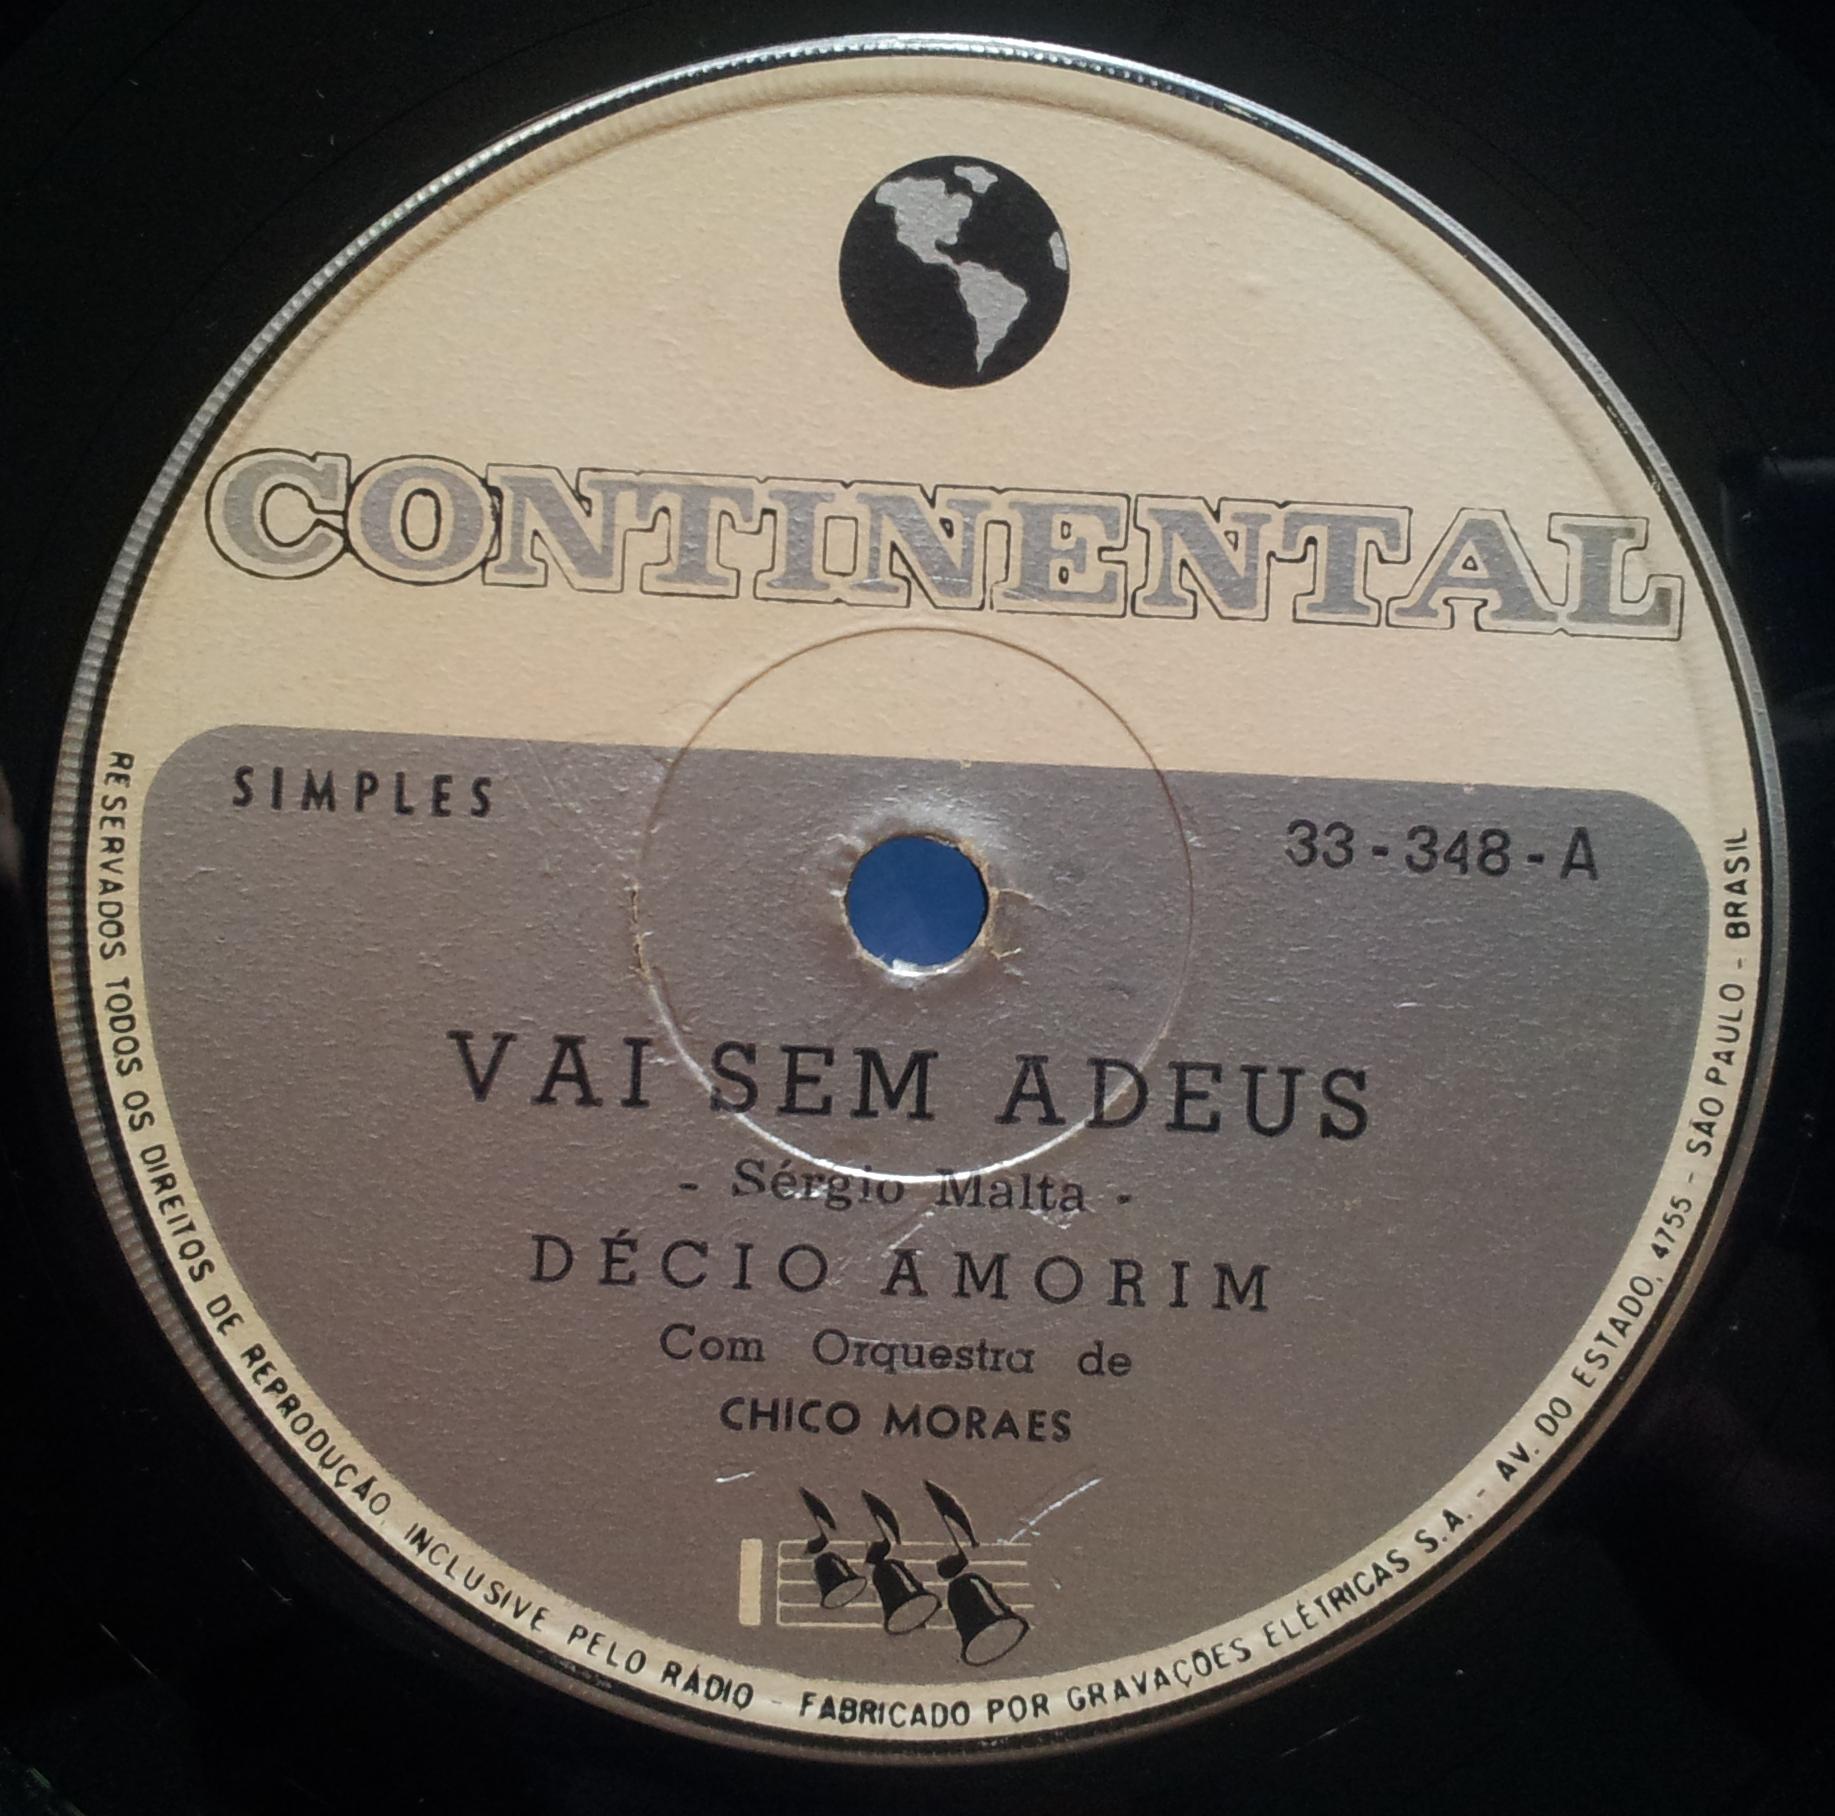 CONTINENTAL
SIMPLES
33-348-A
VAI SEM ADEUS
- Sérgio Malta -
DÉCIO AMORIM
Com Orquestra de
CHICO MORAES
RESERVADOS TODOS OS DIREITOS DE REPRODUÇÃO, INCLUSIVE PELO RÁDIO - FABRICADO POR GRAVAÇÕES ELÉTRICAS S.A. - AV. DO ESTADO, 4755 - SÃO PAULO - BRASIL